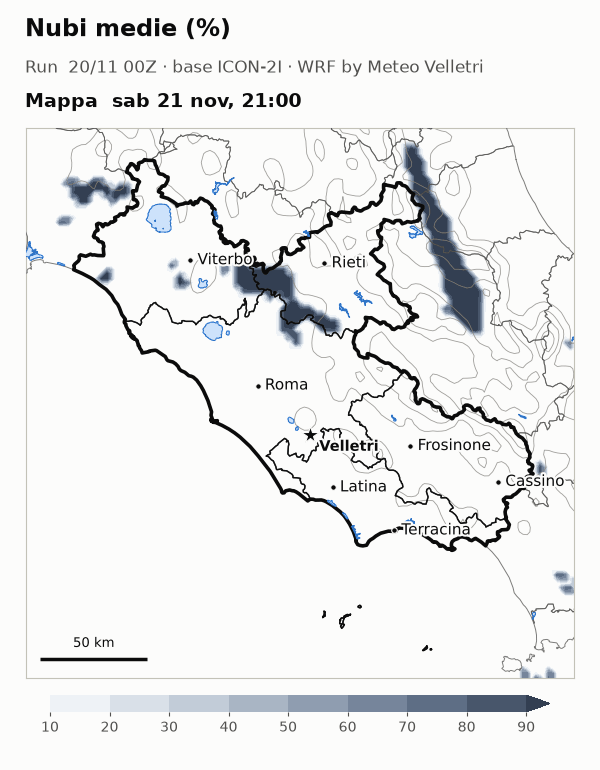 Nubi medie (%)
Run  20/11 00Z · base ICON-2I · WRF by Meteo Velletri
Mappa  sab 21 nov, 21:00
Viterbo
Rieti
Roma
Velletri
Frosinone
Latina
Cassino
Terracina
50 km
10 20 30 40 50 60 70 80 90